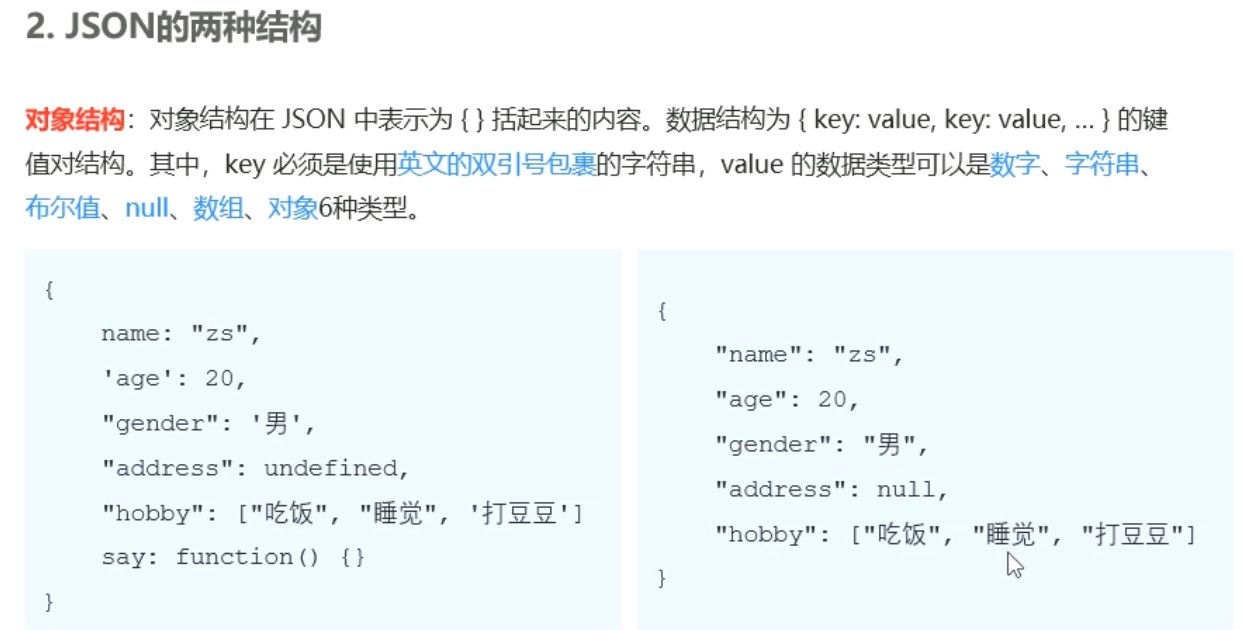 2. JSON的两种结构
对象结构：对象结构在 JSON 中表示为 { } 括起来的内容。数据结构为 { key: value, key: value, … } 的键
值对结构。其中，key 必须是使用英文的双引号包裹的字符串，value 的数据类型可以是数字、字符串、
布尔值、null、数组、对象6种类型。
{
name: "zs",
'age': 20,
"gender": '男',
"address": undefined,
"hobby": ["吃饭", "睡觉", '打豆豆']
say: function() {}
}
{
"name": "zs",
"age": 20,
"gender": "男",
"address": null,
"hobby": ["吃饭", "睡觉", "打豆豆"]
}